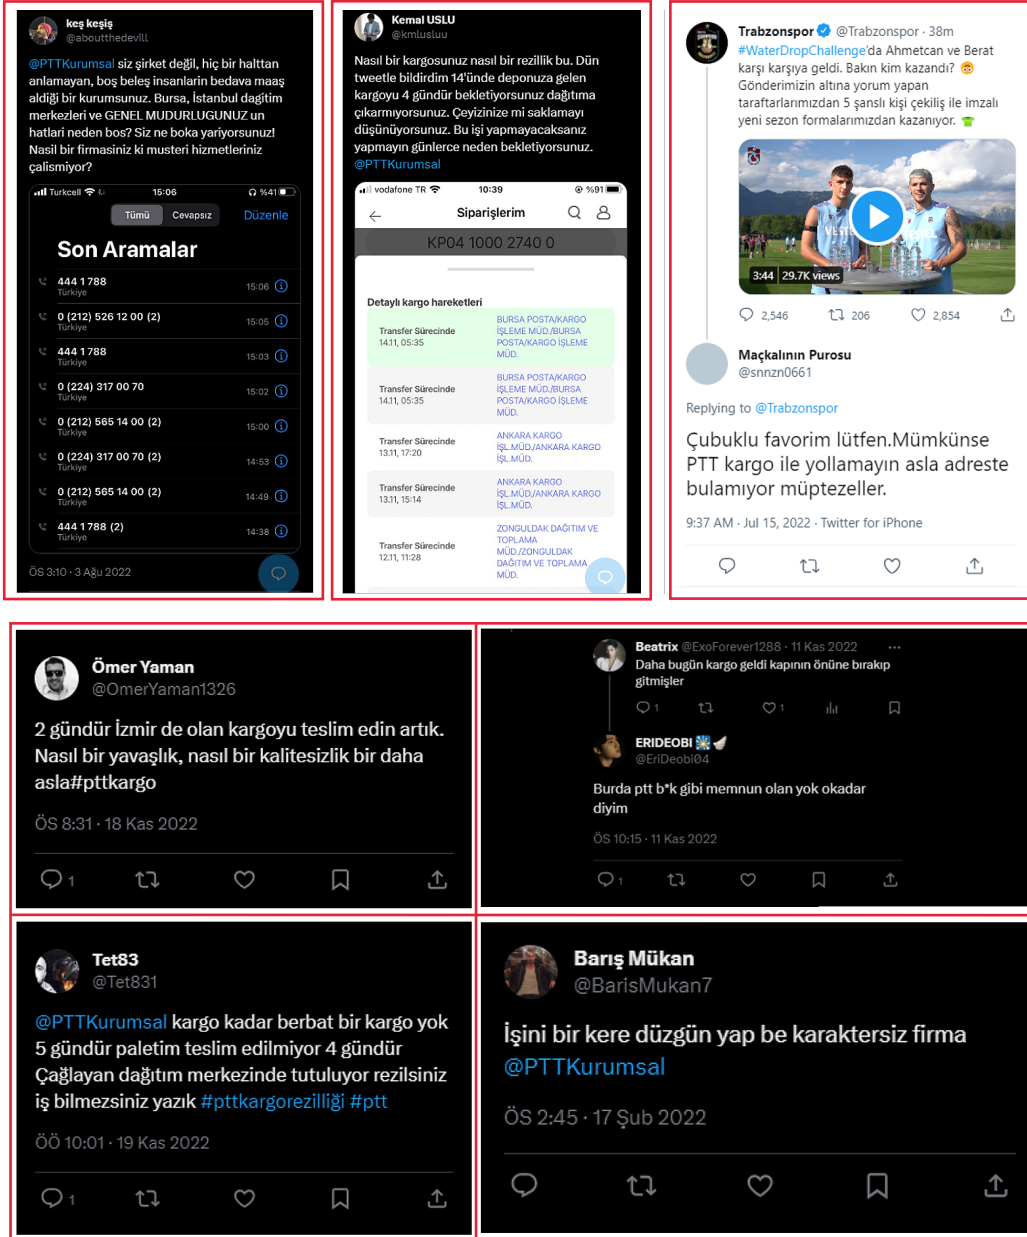 keş keşiş
@aboutthedevill
@PTTKurumsal siz şirket değil, hiç bir halttan
anlamayan, boş beleş insanlarin bedava maaş
aldiği bir kurumsunuz. Bursa, İstanbul dagitim
merkezleri ve GENEL MUDURLUGUNUZ un
hatlari neden bos? Siz ne boka yariyorsunuz!
Nasil bir firmasiniz ki musteri hizmetleriniz
çalismiyor?
Turkcell 15:06 %41
Tümü Cevapsız Düzenle
Son Aramalar
444 1 788
Türkiye 15:06
0 (212) 526 12 00 (2)
Türkiye 15:05
444 1 788
Türkiye 15:03
0 (224) 317 00 70
Türkiye 15:02
0 (212) 565 14 00 (2)
Türkiye 15:00
0 (224) 317 00 70 (2)
Türkiye 14:53
0 (212) 565 14 00 (2)
Türkiye 14:49
444 1 788 (2)
Türkiye 14:38
ÖS 3:10 · 3 Ağu 2022
Kemal USLU
@kmlusluu
Nasıl bir kargosunuz nasıl bir rezillik bu. Dün
tweetle bildirdim 14'ünde deponuza gelen
kargoyu 4 gündür bekletiyorsunuz dağıtıma
çıkarmıyorsunuz. Çeyizinize mi saklamayı
düşünüyorsunuz. Bu işi yapmayacaksanız
yapmayın günlerce neden bekletiyorsunuz.
@PTTKurumsal
vodafone TR 10:39 %91
Siparişlerim
KP04 1000 2740 0
Detaylı kargo hareketleri
Transfer Sürecinde
14.11, 05:35
BURSA POSTA/KARGO
İŞLEME MÜD./BURSA
POSTA/KARGO İŞLEME
MÜD.
Transfer Sürecinde
14.11, 05:35
BURSA POSTA/KARGO
İŞLEME MÜD./BURSA
POSTA/KARGO İŞLEME
MÜD.
Transfer Sürecinde
13.11, 17:20
ANKARA KARGO
İŞL.MÜD./ANKARA KARGO
İŞL.MÜD.
Transfer Sürecinde
13.11, 15:14
ANKARA KARGO
İŞL.MÜD./ANKARA KARGO
İŞL.MÜD.
Transfer Sürecinde
12.11, 11:28
ZONGULDAK DAĞITIM VE
TOPLAMA
MÜD./ZONGULDAK
DAĞITIM VE TOPLAMA
MÜD.
Trabzonspor @Trabzonspor · 38m
#WaterDropChallenge'da Ahmetcan ve Berat
karşı karşıya geldi. Bakın kim kazandı?
Gönderimizin altına yorum yapan
taraftarlarımızdan 5 şanslı kişi çekiliş ile imzalı
yeni sezon formalarımızdan kazanıyor.
VESTEL VESTEL
3:44 29.7K views
2,546 206 2,854
Maçkalının Purosu
@snnzn0661
Replying to @Trabzonspor
Çubuklu favorim lütfen.Mümkünse
PTT kargo ile yollamayın asla adreste
bulamıyor müptezeller.
9:37 AM · Jul 15, 2022 · Twitter for iPhone
Ömer Yaman
@OmerYaman1326
2 gündür İzmir de olan kargoyu teslim edin artık.
Nasıl bir yavaşlık, nasıl bir kalitesizlik bir daha
asla#pttkargo
ÖS 8:31 · 18 Kas 2022
1
Beatrix @ExoForever1288 · 11 Kas 2022 ...
Daha bugün kargo geldi kapının önüne bırakıp
gitmişler
1 1
ERIDEOBI
@EriDeobi04
Burda ptt b*k gibi memnun olan yok okadar
diyim
ÖS 10:15 · 11 Kas 2022
1
Tet83
@Tet831
@PTTKurumsal kargo kadar berbat bir kargo yok
5 gündür paletim teslim edilmiyor 4 gündür
Çağlayan dağıtım merkezinde tutuluyor rezilsiniz
iş bilmezsiniz yazık #pttkargorezilliği #ptt
ÖÖ 10:01 · 19 Kas 2022
1
Barış Mükan
@BarisMukan7
İşini bir kere düzgün yap be karaktersiz firma
@PTTKurumsal
ÖS 2:45 · 17 Şub 2022